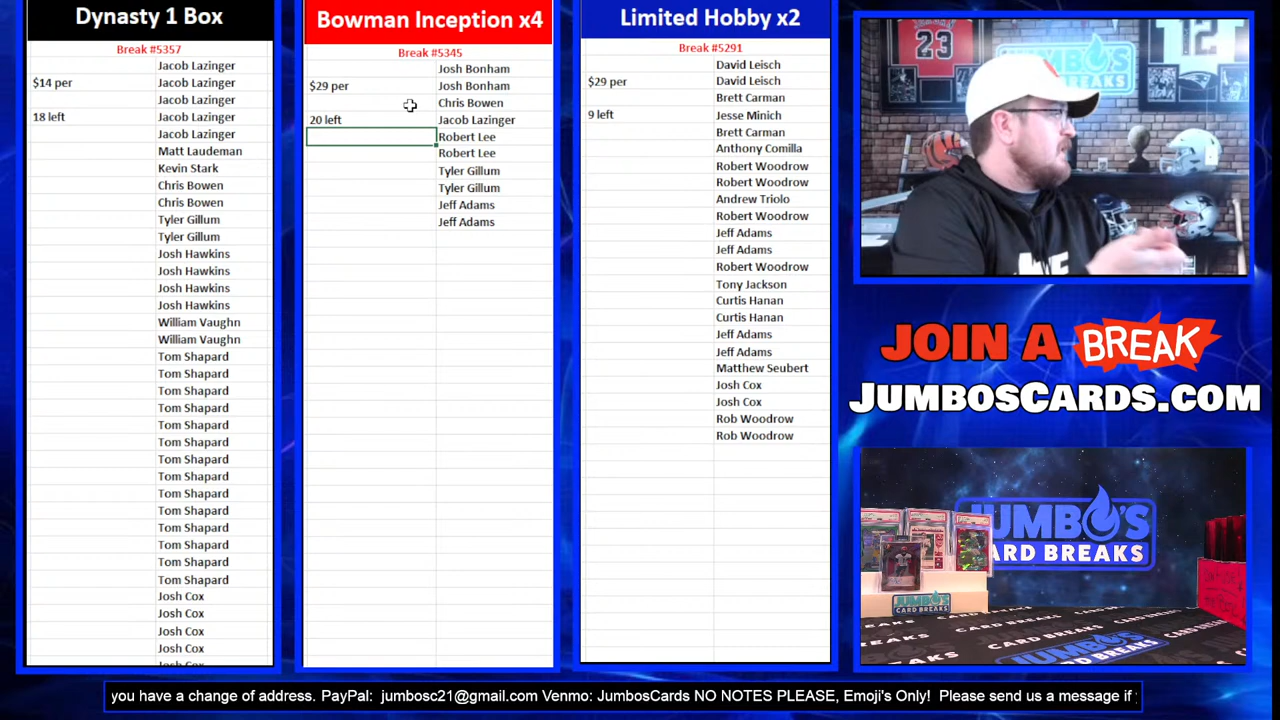 Dynasty 1 Box
Break #5357
Jacob Lazinger
$14 per
Jacob Lazinger
Jacob Lazinger
18 left
Jacob Lazinger
Jacob Lazinger
Matt Laudeman
Kevin Stark
Chris Bowen
Chris Bowen
Tyler Gillum
Tyler Gillum
Josh Hawkins
Josh Hawkins
Josh Hawkins
Josh Hawkins
William Vaughn
William Vaughn
Tom Shapard
Tom Shapard
Tom Shapard
Tom Shapard
Tom Shapard
Tom Shapard
Tom Shapard
Tom Shapard
Tom Shapard
Tom Shapard
Tom Shapard
Tom Shapard
Tom Shapard
Tom Shapard
Josh Cox
Josh Cox
Josh Cox
Josh Cox
Josh Cox
Bowman Inception x4
Break #5345
Josh Bonham
$29 per
Josh Bonham
Chris Bowen
20 left
Jacob Lazinger
Robert Lee
Robert Lee
Tyler Gillum
Tyler Gillum
Jeff Adams
Jeff Adams
Limited Hobby x2
Break #5291
David Leisch
$29 per
David Leisch
Brett Carman
9 left
Jesse Minich
Brett Carman
Anthony Comilla
Robert Woodrow
Robert Woodrow
Andrew Triolo
Robert Woodrow
Jeff Adams
Jeff Adams
Robert Woodrow
Tony Jackson
Curtis Hanan
Curtis Hanan
Jeff Adams
Jeff Adams
Matthew Seubert
Josh Cox
Josh Cox
Rob Woodrow
Rob Woodrow
23
12
JOIN A BREAK
JUMBOSCARDS.COM
JUMBO'S
CARD BREAKS
JUMBO'S
CARD BREAKS
you have a change of address. PayPal: jumbosc21@gmail.com Venmo: JumbosCards NO NOTES PLEASE, Emoji's Only! Please send us a message if